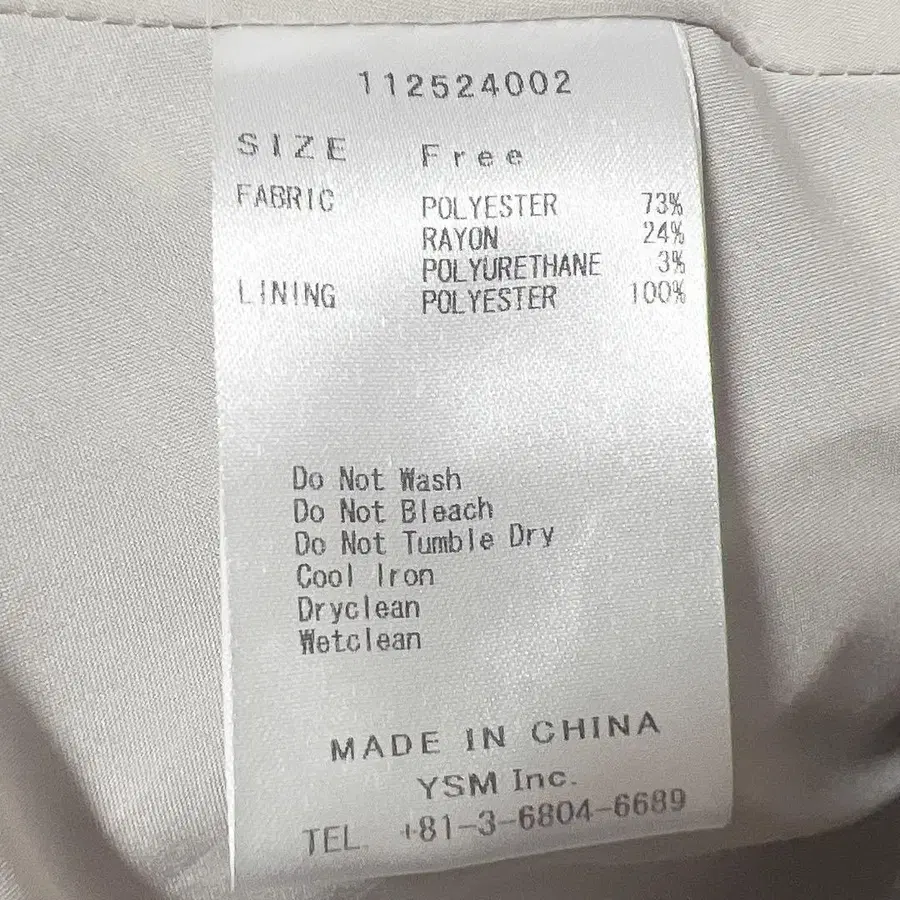 112524002
SIZE Free
FABRIC POLYESTER 73%
RAYON 24%
POLYURETHANE 3%
LINING POLYESTER 100%
Do Not Wash
Do Not Bleach
Do Not Tumble Dry
Cool Iron
Dryclean
Wetclean
MADE IN CHINA
YSM Inc.
TEL +81-3-6804-6689